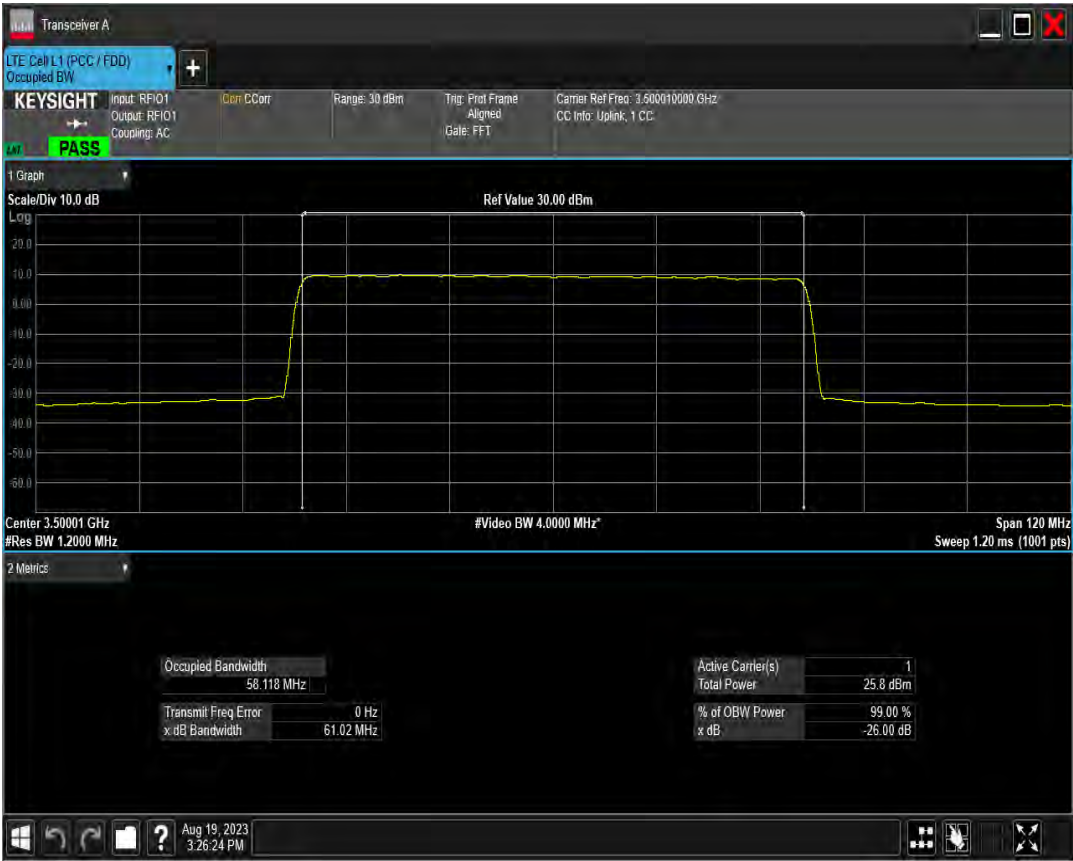 Transceiver A
LTE Cell L1 (PCC / FDD)
Occupied BW
+
KEYSIGHT
Input: RFIO1
Output: RFIO1
Coupling: AC
Corr CCorr
Range: 30 dBm
Trig: Prot Frame
Aligned
Gate: FFT
Carrier Ref Freq: 3.500010000 GHz
CC Info: Uplink, 1 CC
PASS
1 Graph
Scale/Div 10.0 dB
Ref Value 30.00 dBm
Log
20.0
10.0
0.00
-10.0
-20.0
-30.0
-40.0
-50.0
-60.0
Center 3.50001 GHz
#Video BW 4.0000 MHz*
Span 120 MHz
#Res BW 1.2000 MHz
Sweep 1.20 ms (1001 pts)
2 Metrics
Occupied Bandwidth
58.118 MHz
Transmit Freq Error 0 Hz
x dB Bandwidth 61.02 MHz
Active Carrier(s) 1
Total Power 25.8 dBm
% of OBW Power 99.00 %
x dB -26.00 dB
?
Aug 19, 2023
3:26:24 PM